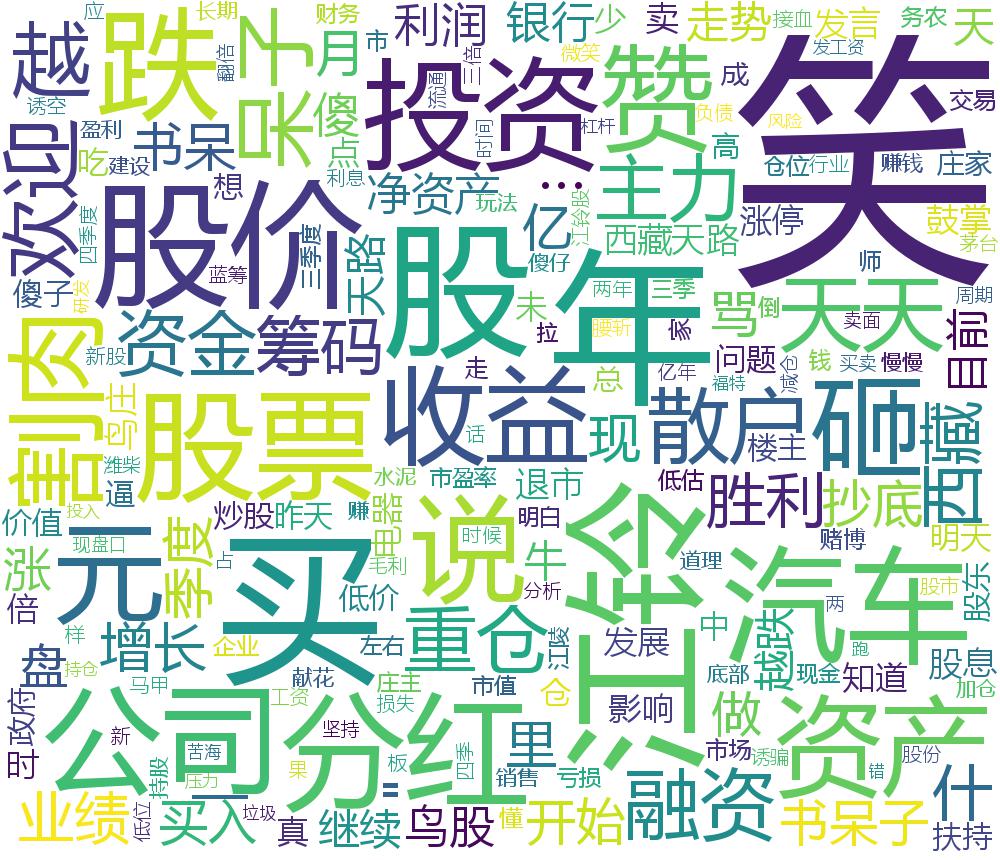 应
长期
财务
利润
银行
少
卖
走势
接血
发言
务农
天
越
跌
呆子
翻倍
月
市
流通
三倍
微笑
赞
成
发工资
笑
交易
诱空
傻
投资
负债
风险
欢迎
盈利
书呆
时间
杠杆
高
吃
建设
点
主力
仓位
行业
赚钱
庄家
利息
净资产
玩法
...
江铃股
想
股价
四季度
三季度
亿
西藏天路
涨停
鼓掌
茅台
天路
股年
傻仔
师
蓝筹
傻子
研发
两年
三季
骂
倒
天天
周期
割肉
资金
筹码
未
拉
腰斩
家
卖面
目前
新股
走
总
亿年
问题
钱
买卖
慢慢
福特
减仓
鸟庄
股票
收益
现
散户
楼主
砸
西藏
话
潍柴
水泥
市盈率
退市
低估
逼
胜利
抄底
价值
投入
炒股
昨天
赚
电器
说
明白
时候
江铃
赌博
明天
现盘口
元
季度
买
牛
道理
汽车
股市
股东
涨
占
毛利
分析
倍
低价
两
样
增长
左右
重仓
江崚
发展
中
越跌
跑
企业
盘
持仓
献花
底部
现金
知道
股息
马甲
庄主
市值
仓
加仓
工资
损失
影响
做
资产
政府
公司
分红
新
坚持
里
市场
诱骗
股份
时
持股
苦海
果
板
四季
错
一
压力
=
销售
亏损
什
业绩
低位
买入
垃圾
真
继续
鸟股
懂
开始
融资
书呆子
扶持